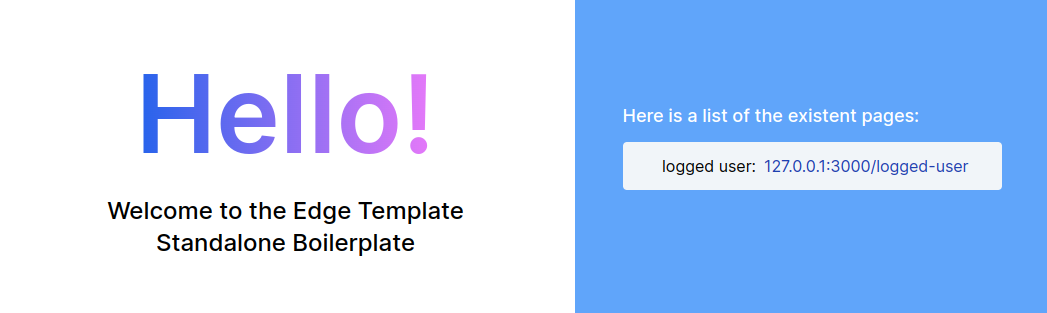 Hello!
Welcome to the Edge Template
Standalone Boilerplate
Here is a list of the existent pages:
logged user: 127.0.0.1:3000/logged-user